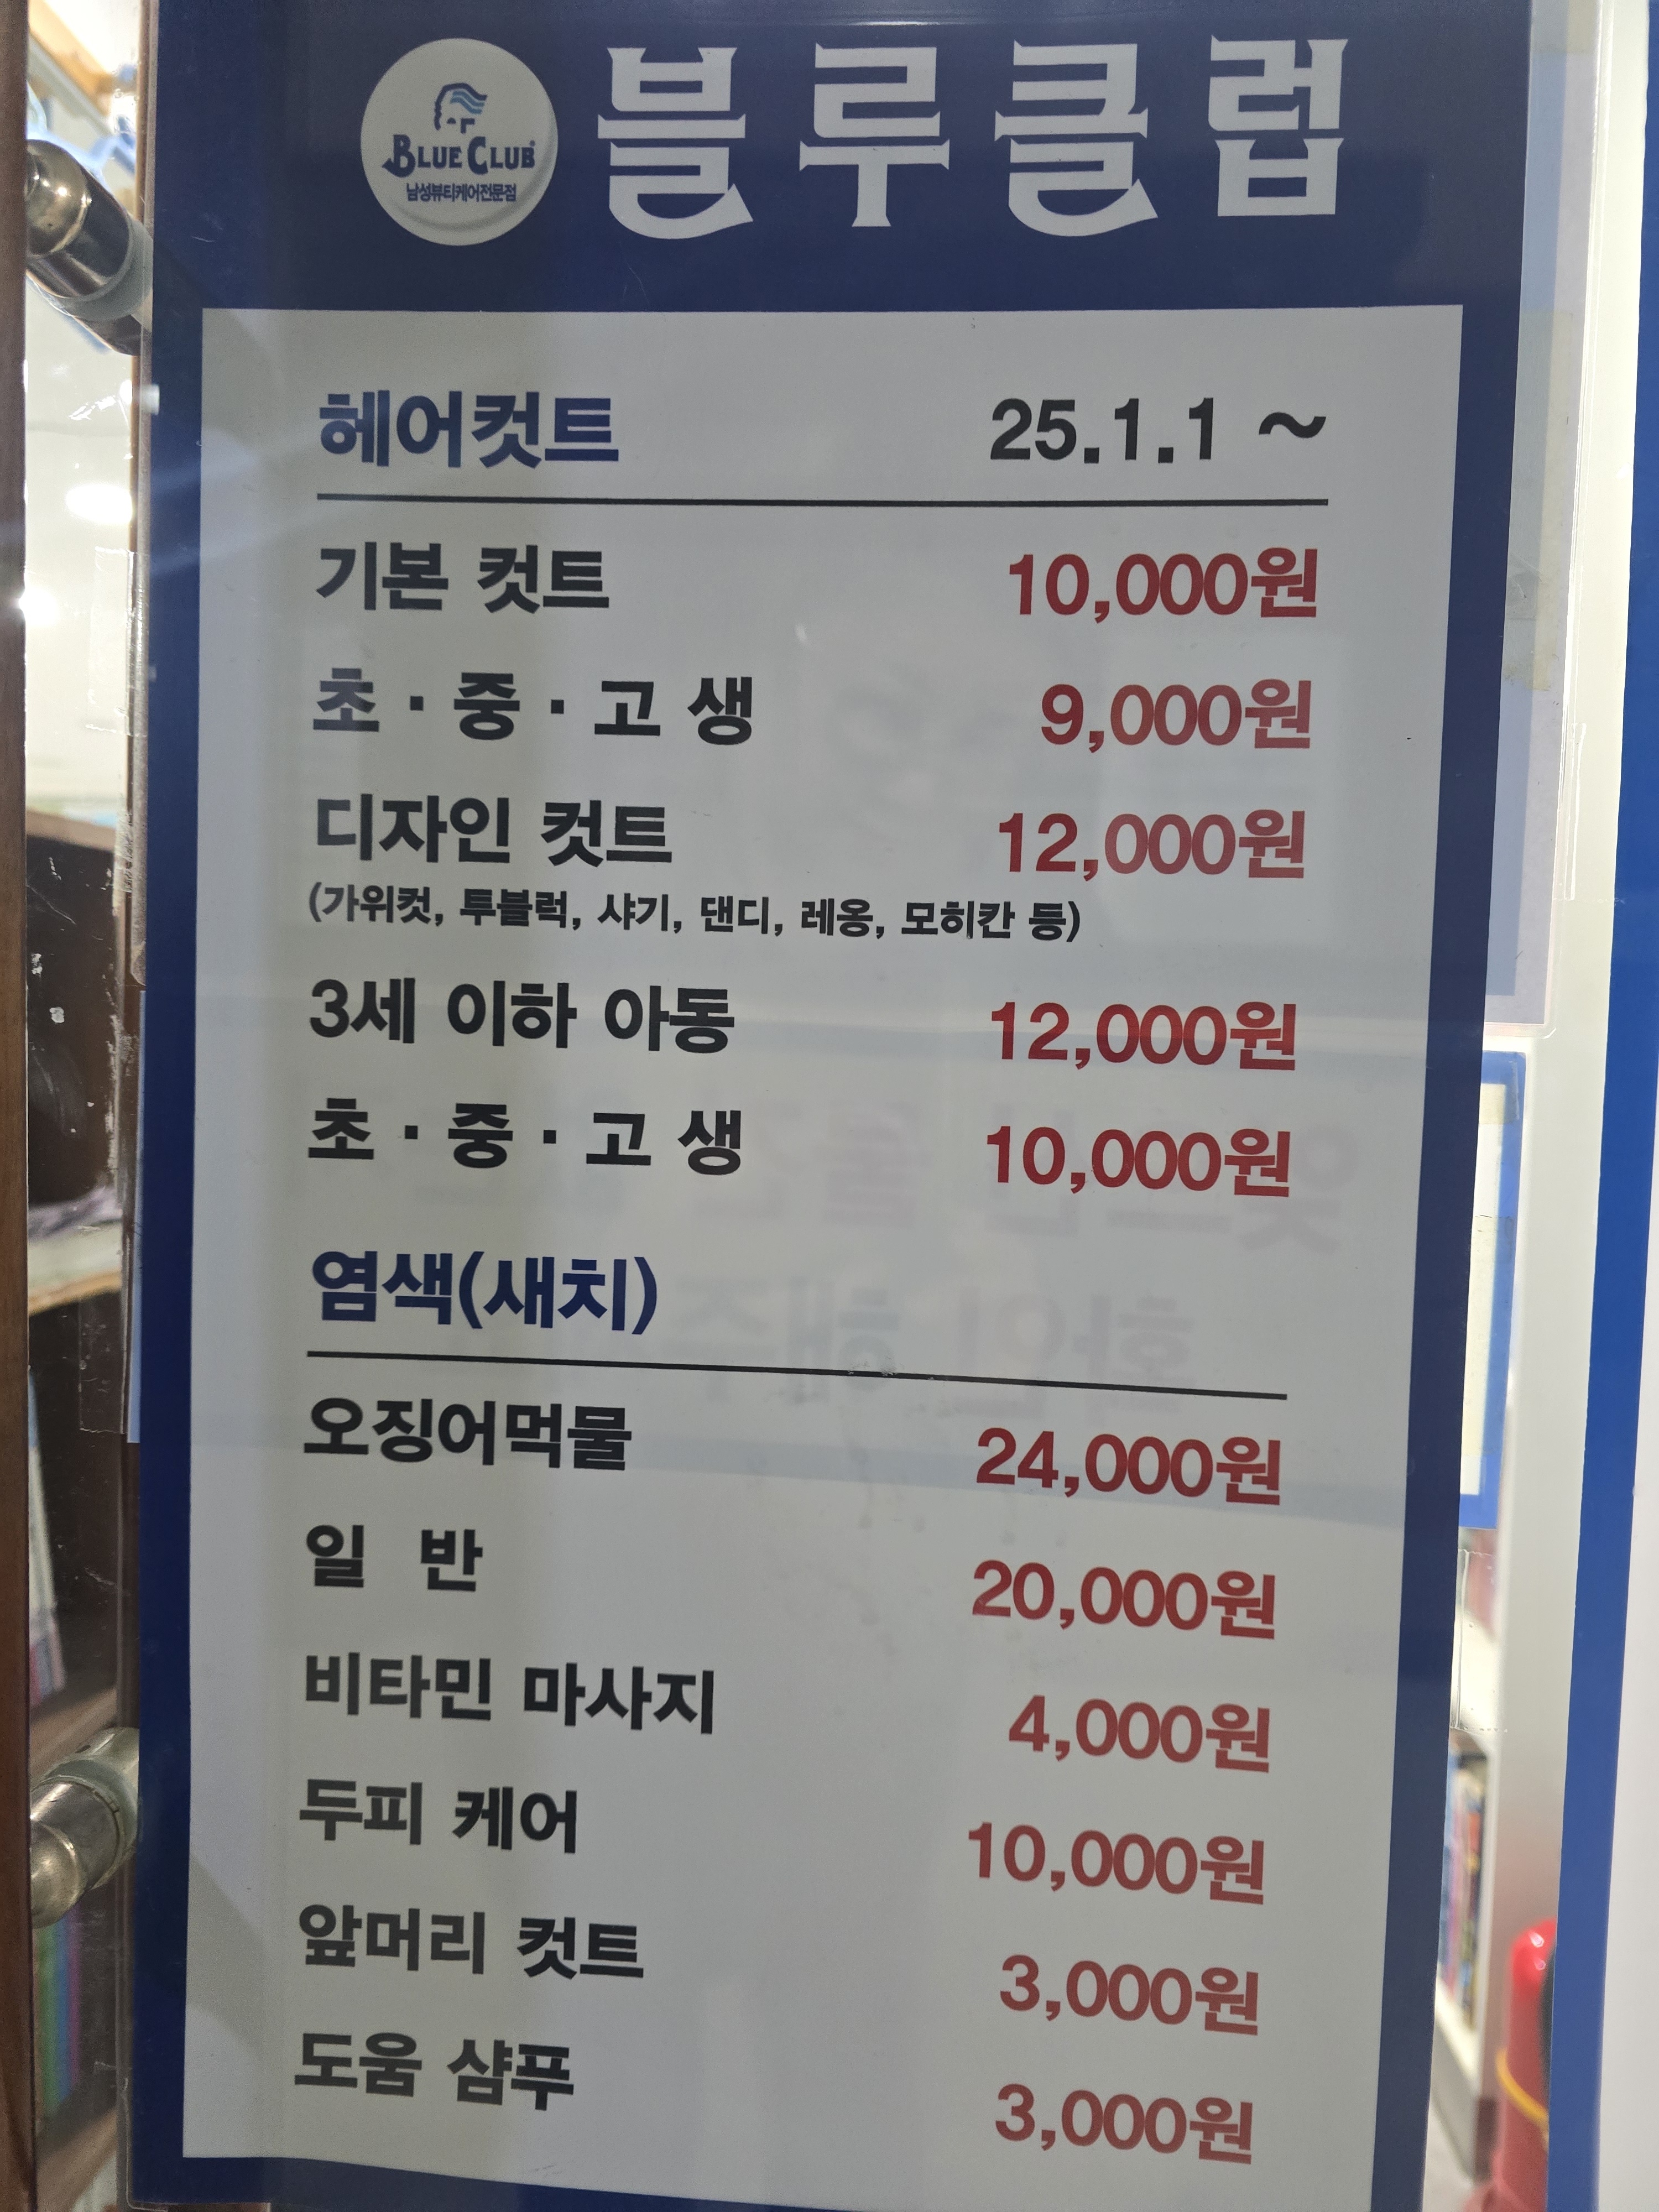 BLUE CLUB
남성뷰티케어전문점
블루클럽
헤어컷트 25.1.1 ~
기본 컷트 10,000원
초·중·고생 9,000원
디자인 컷트 12,000원
(가위컷, 투블럭, 샤기, 댄디, 레옹, 모히칸 등)
3세 이하 아동 12,000원
초·중·고생 10,000원
염색(새치)
오징어먹물 24,000원
일 반 20,000원
비타민 마사지 4,000원
두피 케어 10,000원
앞머리 컷트 3,000원
도움 샴푸 3,000원